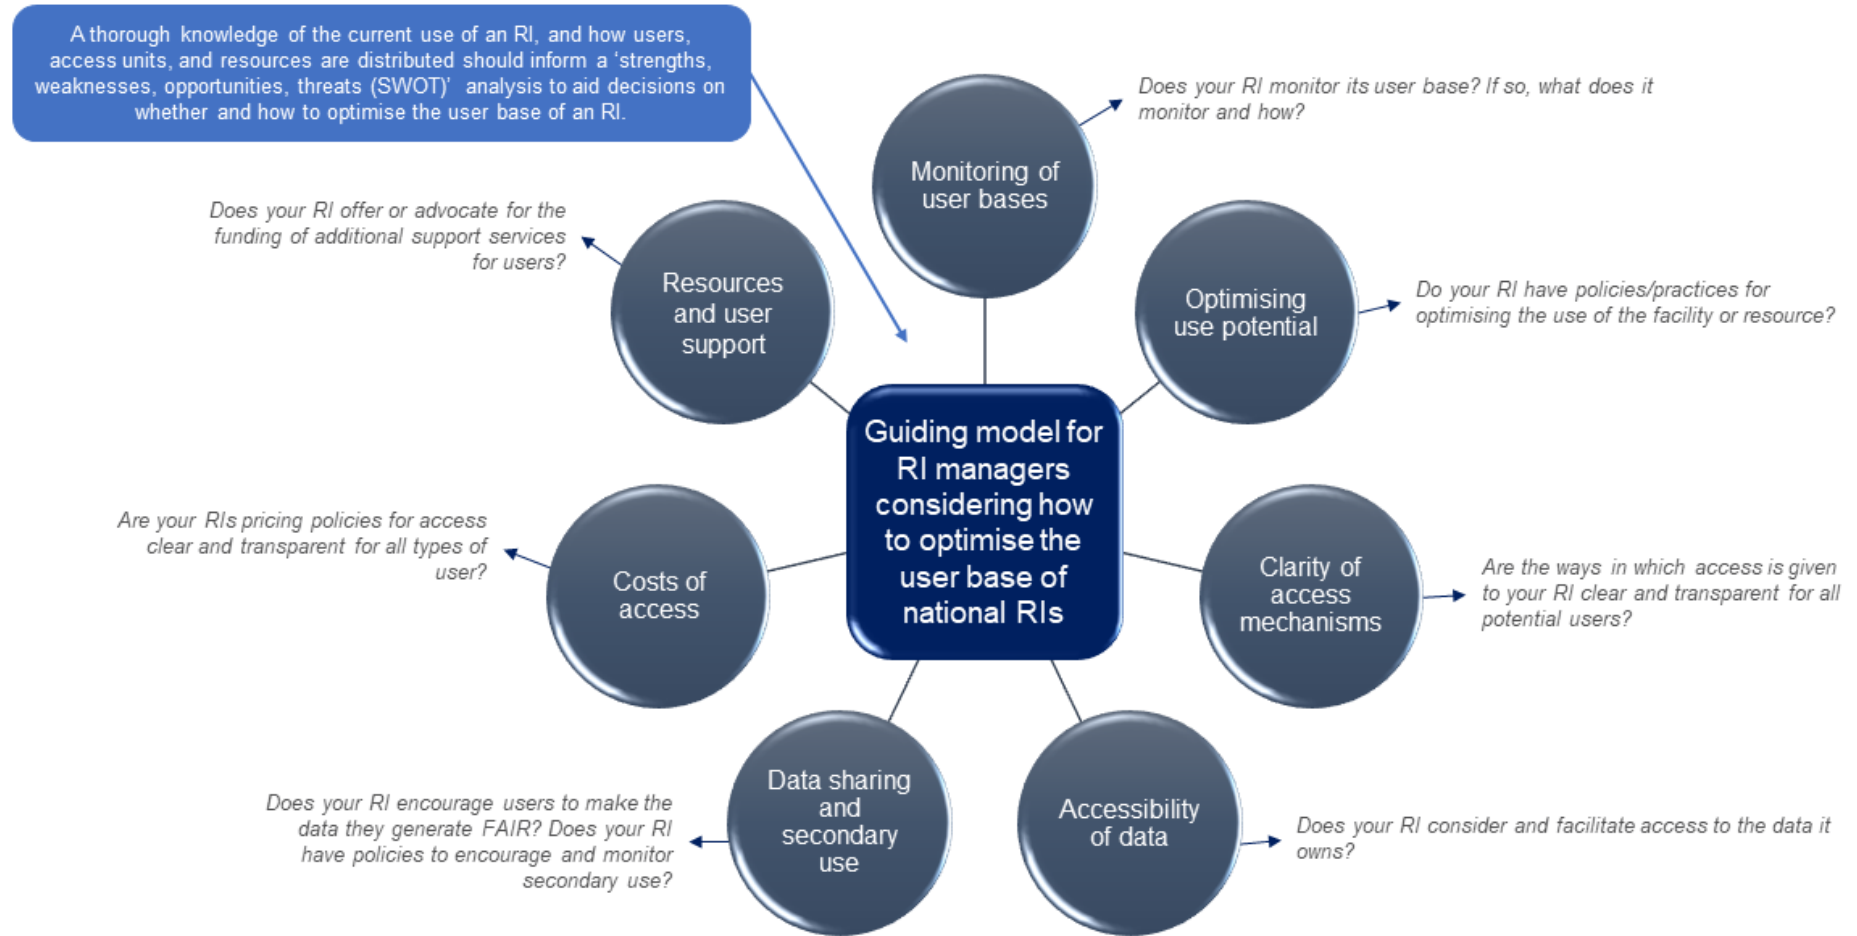 A thorough knowledge of the current use of an RI, and how users,
access units, and resources are distributed should inform a ‘strengths,
weaknesses, opportunities, threats (SWOT)’ analysis to aid decisions on
whether and how to optimise the user base of an RI.
Monitoring of
user bases
Does your RI monitor its user base? If so, what does it
monitor and how?
Optimising
use potential
Do your RI have policies/practices for
optimising the use of the facility or resource?
Clarity of
access
mechanisms
Are the ways in which access is given
to your RI clear and transparent for all
potential users?
Accessibility
of data
Does your RI consider and facilitate access to the data it
owns?
Data sharing
and
secondary
use
Does your RI encourage users to make the
data they generate FAIR? Does your RI
have policies to encourage and monitor
secondary use?
Costs of
access
Are your RIs pricing policies for access
clear and transparent for all types of
user?
Resources
and user
support
Does your RI offer or advocate for the
funding of additional support services
for users?
Guiding model for
RI managers
considering how
to optimise the
user base of
national RIs